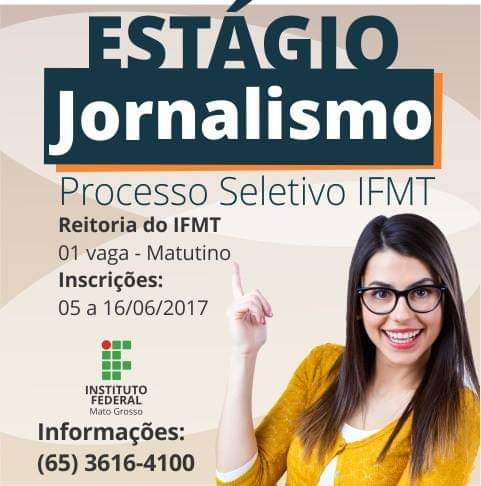 ESTÁGIO
Jornalismo
Processo Seletivo IFMT
Reitoria do IFMT
01 vaga - Matutino
Inscrições:
05 a 16/06/2017
INSTITUTO
FEDERAL
Mato Grosso
Informações:
(65) 3616-4100